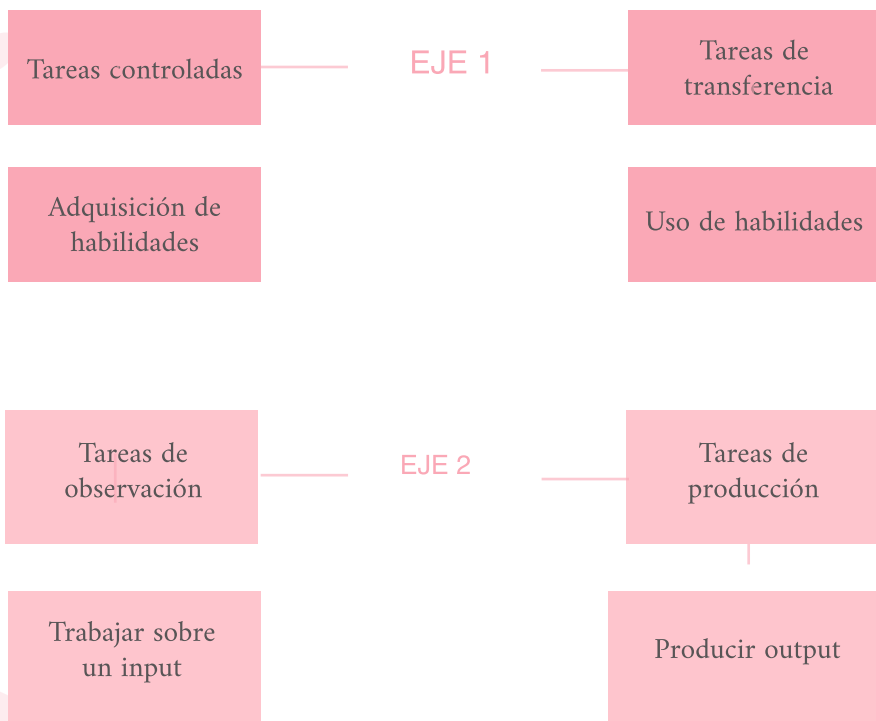 Tareas controladas
EJE 1
Tareas de
transferencia
Adquisición de
habilidades
Uso de habilidades
Tareas de
observación
EJE 2
Tareas de
producción
Trabajar sobre
un input
Producir output